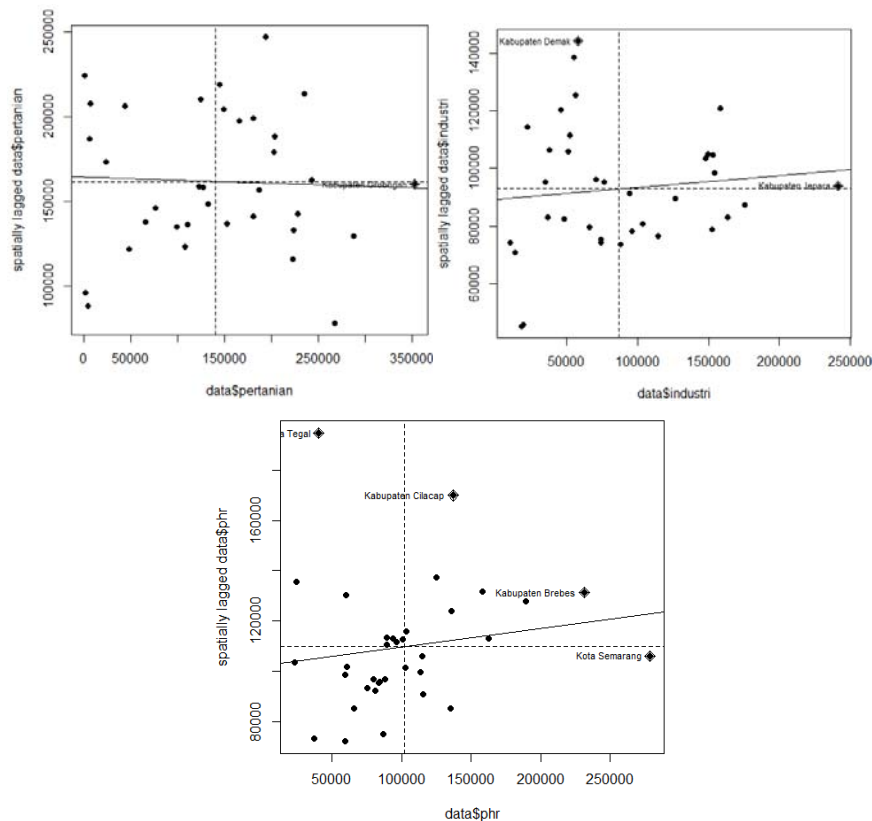 250000
200000
150000
100000
spatially lagged data$pertanian
0
50000
150000
250000
350000
data$pertanian
140000
120000
100000
80000
60000
spatially lagged data$industri
Kabupaten Demak
Kabupaten Jepara
50000
100000
150000
200000
250000
data$industri
160000
120000
80000
spatially lagged data$phr
a Tegal
Kabupaten Cilacap
Kabupaten Brebes
Kota Semarang
50000
100000
150000
200000
250000
data$phr